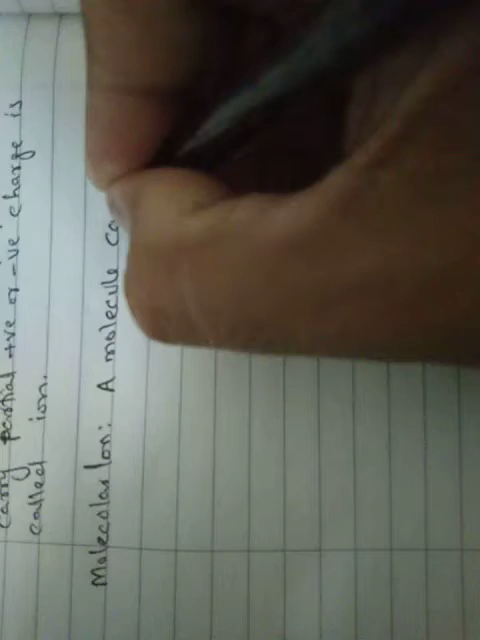 carry partial +ve or -ve charge is
called ion.
Molecular Ion: A molecule ca